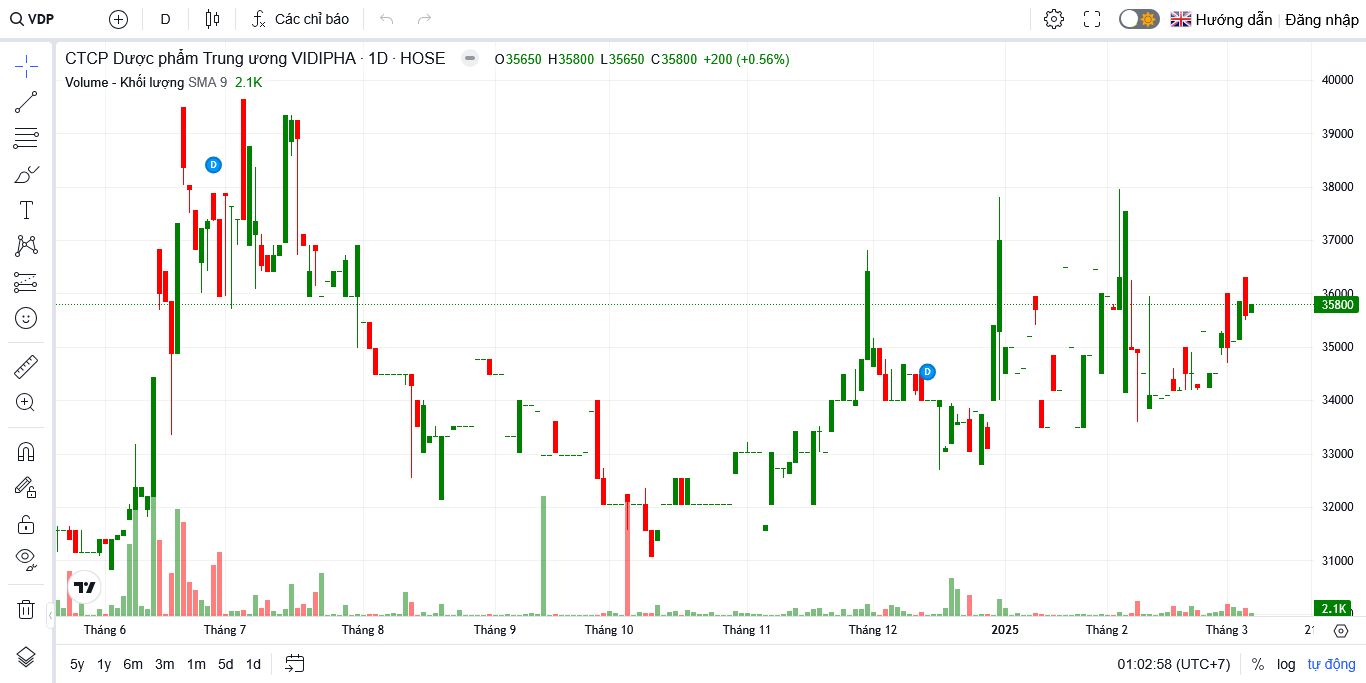 VDP D Các chỉ báo Hướng dẫn Đăng nhập
CTCP Dược phẩm Trung ương VIDIPHA · 1D · HOSE O35650 H35800 L35650 C35800 +200 (+0.56%)
Volume - Khối lượng SMA 9 2.1K
40000
39000
38000
37000
36000
35800
35000
34000
33000
32000
31000
2.1K
D
D
Tháng 6 Tháng 7 Tháng 8 Tháng 9 Tháng 10 Tháng 11 Tháng 12 2025 Tháng 2 Tháng 3
5y 1y 6m 3m 1m 5d 1d 01:02:58 (UTC+7) % log tự động